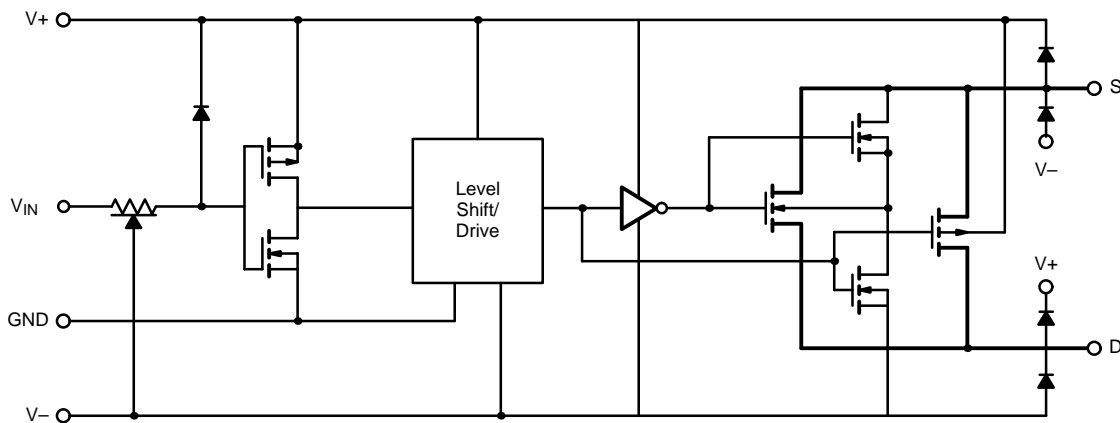 V+
S
V–
Level
Shift/
Drive
VIN
V+
GND
D
V–